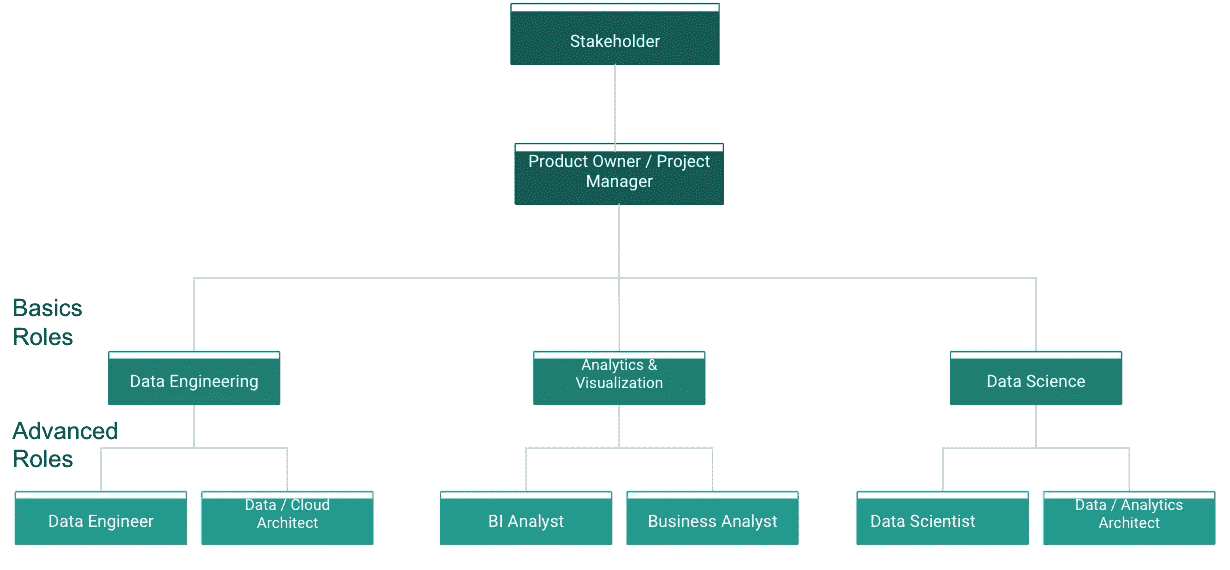 Stakeholder
Product Owner / Project
Manager
Basics
Roles
Data Engineering
Analytics &
Visualization
Data Science
Advanced
Roles
Data Engineer
Data / Cloud
Architect
BI Analyst
Business Analyst
Data Scientist
Data / Analytics
Architect